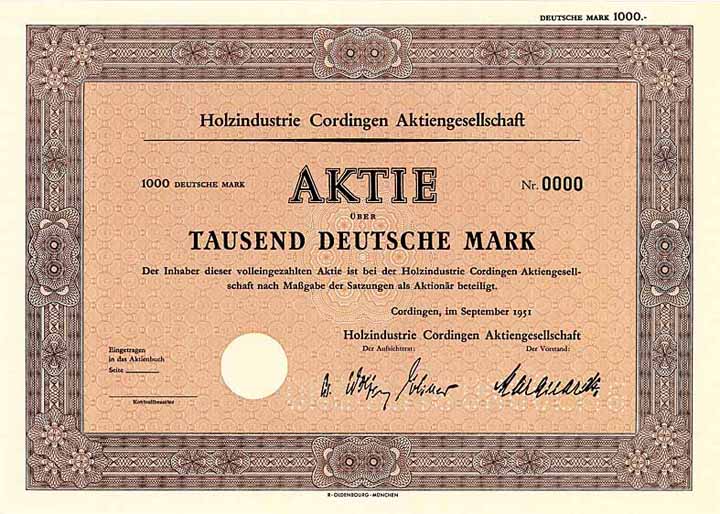 DEUTSCHE MARK 1000.-
Holzindustrie Cordingen Aktiengesellschaft
1000 DEUTSCHE MARK
AKTIE
Nr. 0000
ÜBER
TAUSEND DEUTSCHE MARK
Der Inhaber dieser volleingezahlten Aktie ist bei der Holzindustrie Cordingen Aktiengesell-
schaft nach Maßgabe der Satzungen als Aktionär beteiligt.
Cordingen, im September 1951
Holzindustrie Cordingen Aktiengesellschaft
Der Aufsichtsrat:
Der Vorstand:
Eingetragen
in das Aktienbuch
Seite
Kontrollbeamter
R·OLDENBOURG·MÜNCHEN